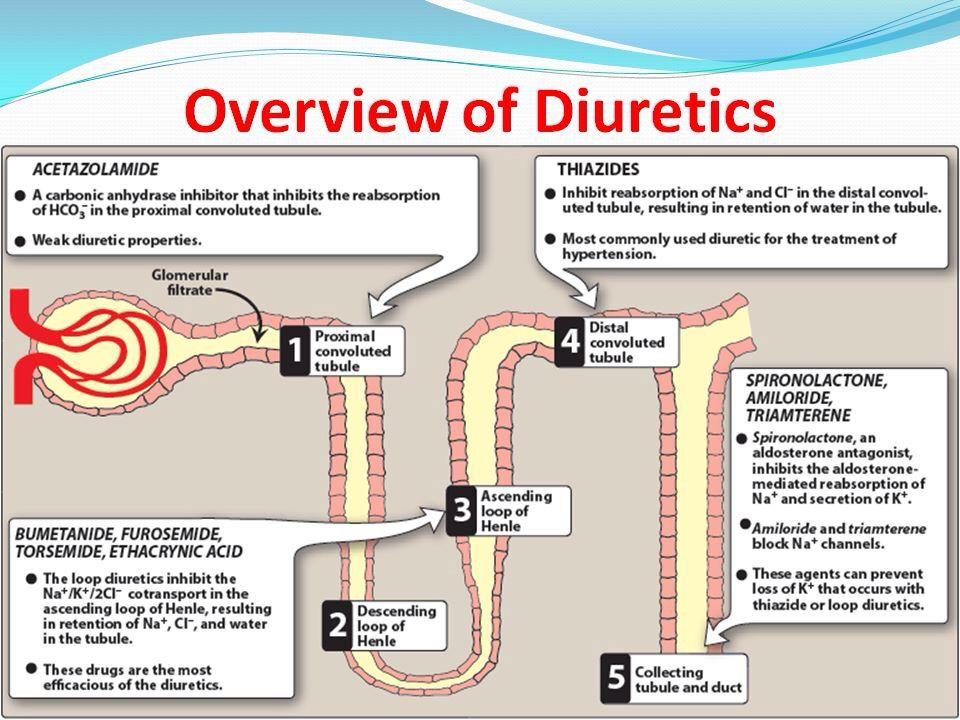 Overview of Diuretics
ACETAZOLAMIDE
● A carbonic anhydrase inhibitor that inhibits the reabsorption
of HCO₃⁻ in the proximal convoluted tubule.
● Weak diuretic properties.
THIAZIDES
● Inhibit reabsorption of Na⁺ and Cl⁻ in the distal convol-
uted tubule, resulting in retention of water in the tubule.
● Most commonly used diuretic for the treatment of
hypertension.
Glomerular
filtrate
1 Proximal
convoluted
tubule
4 Distal
convoluted
tubule
SPIRONOLACTONE,
AMILORIDE,
TRIAMTERENE
● Spironolactone, an
aldosterone antagonist,
inhibits the aldosterone-
mediated reabsorption of
Na⁺ and secretion of K⁺.
● Amiloride and triamterene
block Na⁺ channels.
● These agents can prevent
loss of K⁺ that occurs with
thiazide or loop diuretics.
3 Ascending
loop of
Henle
BUMETANIDE, FUROSEMIDE,
TORSEMIDE, ETHACRYNIC ACID
● The loop diuretics inhibit the
Na⁺/K⁺/2Cl⁻ cotransport in the
ascending loop of Henle, resulting
in retention of Na⁺, Cl⁻, and water
in the tubule.
● These drugs are the most
efficacious of the diuretics.
2 Descending
loop of
Henle
5 Collecting
tubule and duct